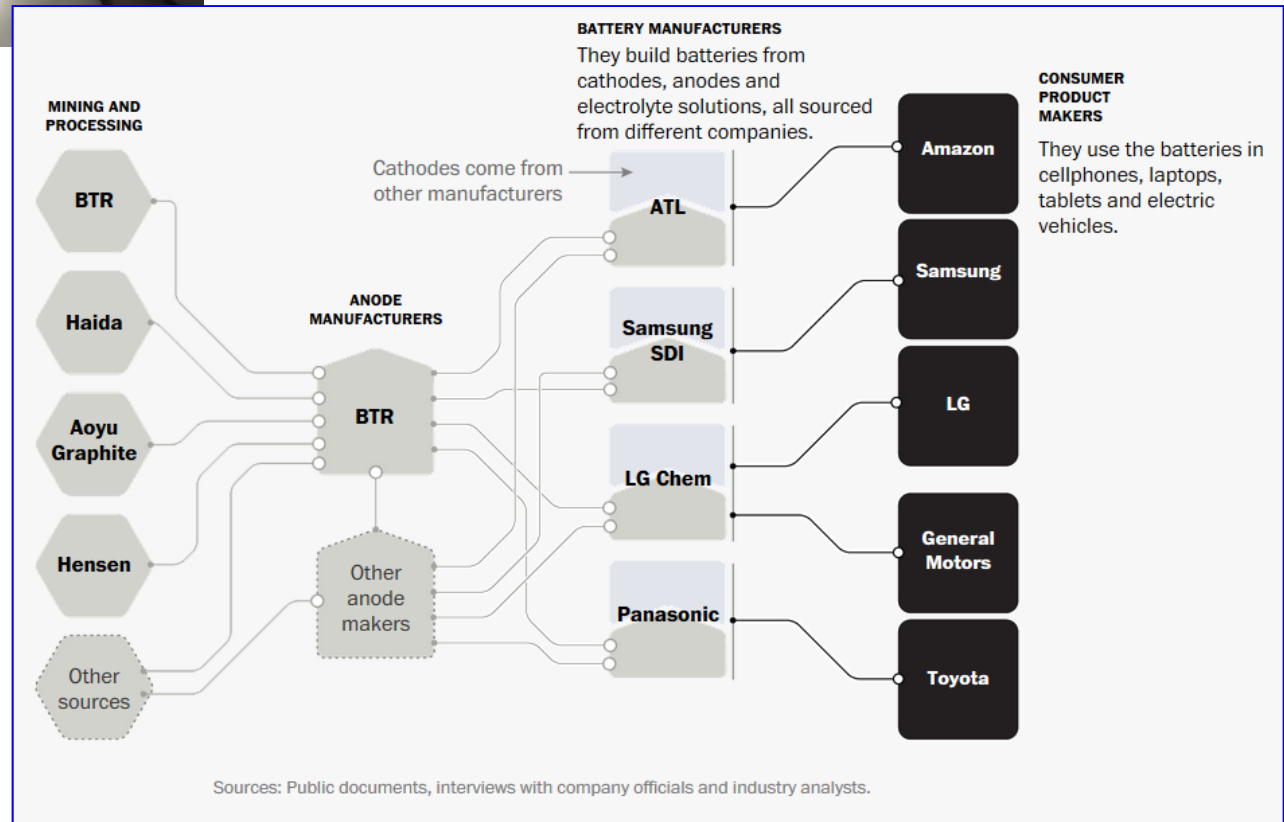 MINING AND
PROCESSING
BTR
Haida
Aoyu
Graphite
Hensen
Other
sources
ANODE
MANUFACTURERS
BTR
Other
anode
makers
BATTERY MANUFACTURERS
They build batteries from
cathodes, anodes and
electrolyte solutions, all sourced
from different companies.
Cathodes come from
other manufacturers
ATL
Samsung
SDI
LG Chem
Panasonic
Amazon
Samsung
LG
General
Motors
Toyota
CONSUMER
PRODUCT
MAKERS
They use the batteries in
cellphones, laptops,
tablets and electric
vehicles.
Sources: Public documents, interviews with company officials and industry analysts.